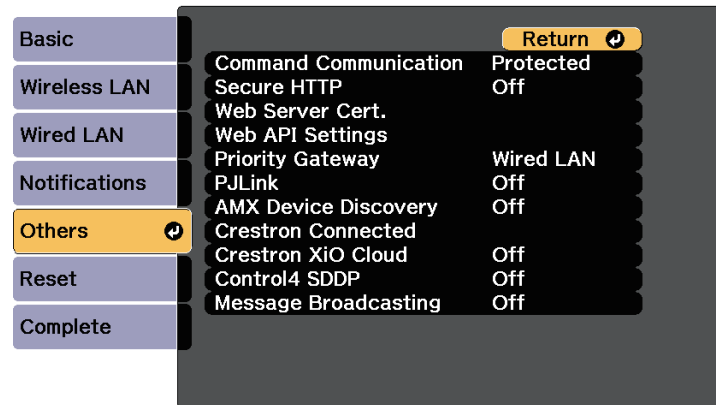 Basic
Wireless LAN
Wired LAN
Notifications
Others
Reset
Complete
Return
Command Communication Protected
Secure HTTP Off
Web Server Cert.
Web API Settings
Priority Gateway Wired LAN
PJLink Off
AMX Device Discovery Off
Crestron Connected
Crestron XiO Cloud Off
Control4 SDDP Off
Message Broadcasting Off